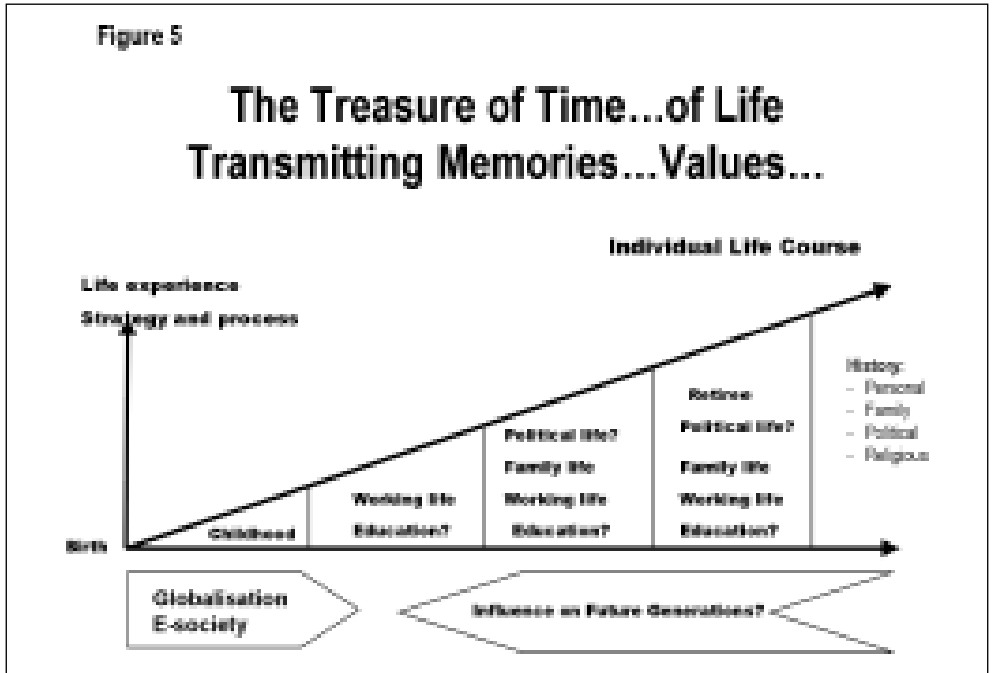 Figure 5
The Treasure of Time...of Life
Transmitting Memories...Values...
Individual Life Course
Life experience
Strategy and process
Birth
Childhood
Working life
Education?
Political life?
Family life
Working life
Education?
Retiree
Political life?
Family life
Working life
Education?
History:
- Personal
- Family
- Political
- Religious
Globalisation
E-society
Influence on Future Generations?